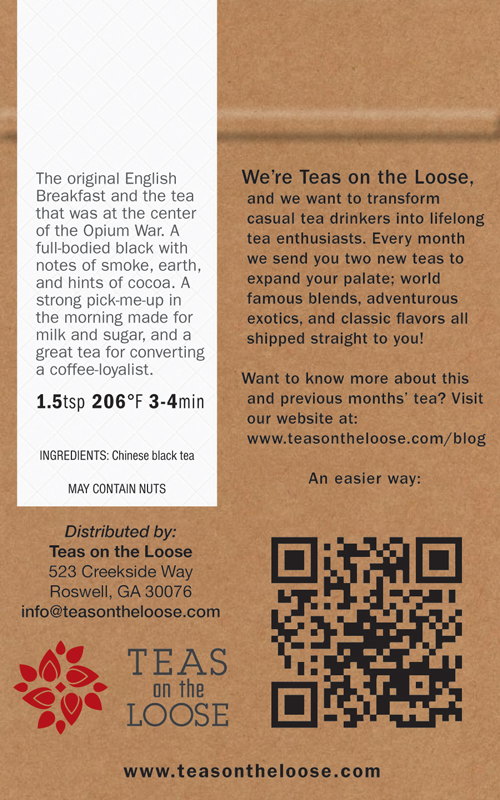 The original English
Breakfast and the tea
that was at the center
of the Opium War. A
full-bodied black with
notes of smoke, earth,
and hints of cocoa. A
strong pick-me-up in
the morning made for
milk and sugar, and a
great tea for converting
a coffee-loyalist.
1.5tsp 206°F 3-4min
INGREDIENTS: Chinese black tea
MAY CONTAIN NUTS
We're Teas on the Loose,
and we want to transform
casual tea drinkers into lifelong
tea enthusiasts. Every month
we send you two new teas to
expand your palate; world
famous blends, adventurous
exotics, and classic flavors all
shipped straight to you!
Want to know more about this
and previous months' tea? Visit
our website at:
www.teasontheloose.com/blog
An easier way:
Distributed by:
Teas on the Loose
523 Creekside Way
Roswell, GA 30076
info@teasontheloose.com
TEAS
on the
LOOSE
www.teasontheloose.com